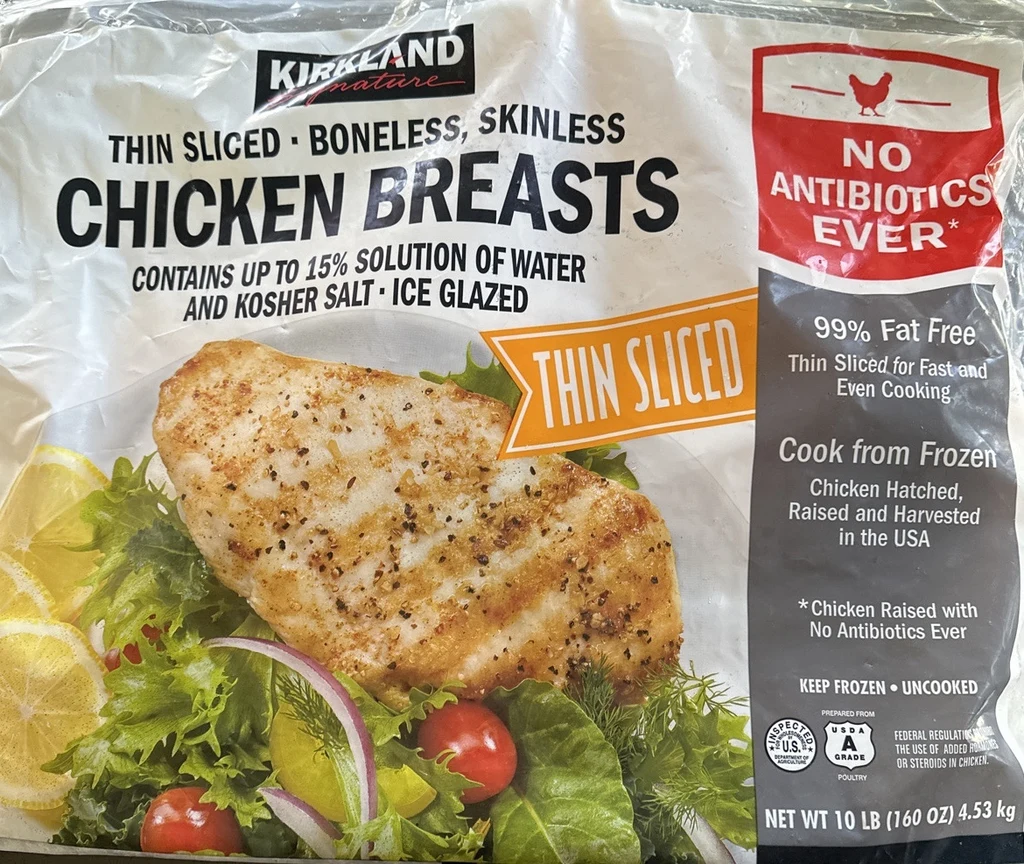 KIRKLAND
Signature
THIN SLICED · BONELESS, SKINLESS
CHICKEN BREASTS
CONTAINS UP TO 15% SOLUTION OF WATER
AND KOSHER SALT · ICE GLAZED
THIN SLICED
NO
ANTIBIOTICS
EVER*
99% Fat Free
Thin Sliced for Fast and
Even Cooking
Cook from Frozen
Chicken Hatched,
Raised and Harvested
in the USA
*Chicken Raised with
No Antibiotics Ever
KEEP FROZEN • UNCOOKED
INSPECTED
FOR WHOLESOMENESS
BY
U.S.
DEPARTMENT OF
AGRICULTURE
PREPARED FROM
USDA
A
GRADE
POULTRY
FEDERAL REGULATIONS
THE USE OF ADDED HORMONES
OR STEROIDS IN CHICKEN.
NET WT 10 LB (160 OZ) 4.53 kg